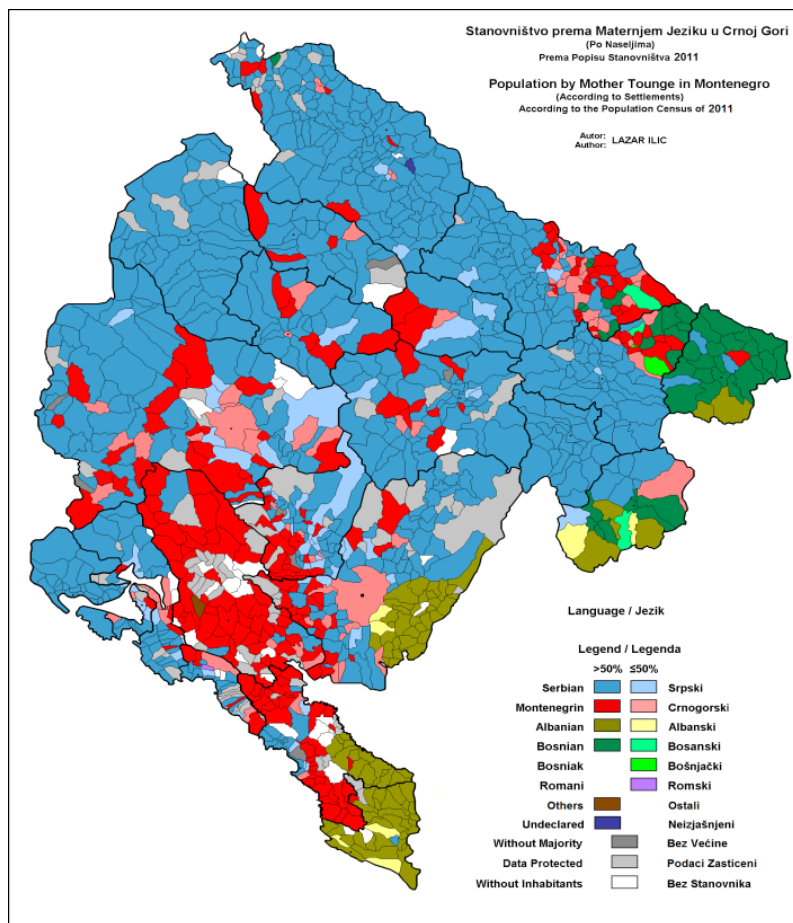 Stanovništvo prema Maternjem Jeziku u Crnoj Gori
(Po Naseljima)
Prema Popisu Stanovništva 2011
Population by Mother Tounge in Montenegro
(According to Settlements)
According to the Population Census of 2011
Autor:
Author: LAZAR ILIC
Language / Jezik
Legend / Legenda
>50% ≤50%
Serbian Srpski
Montenegrin Crnogorski
Albanian Albanski
Bosnian Bosanski
Bosniak Bošnjački
Romani Romski
Others Ostali
Undeclared Neizjašnjeni
Without Majority Bez Većine
Data Protected Podaci Zasticeni
Without Inhabitants Bez Stanovnika